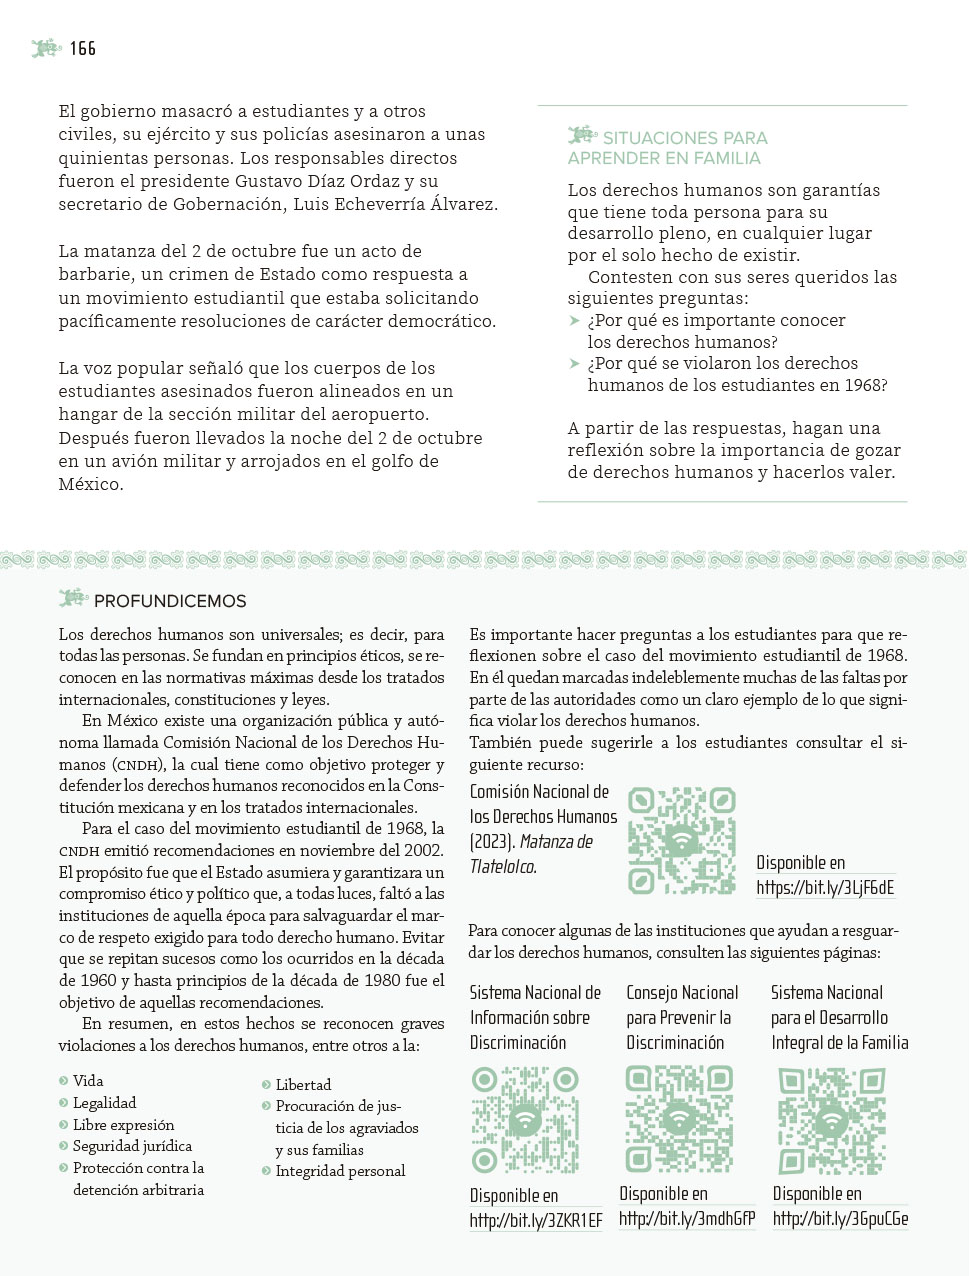 166
El gobierno masacró a estudiantes y a otros
civiles, su ejército y sus policías asesinaron a unas
quinientas personas. Los responsables directos
fueron el presidente Gustavo Díaz Ordaz y su
secretario de Gobernación, Luis Echeverría Álvarez.
La matanza del 2 de octubre fue un acto de
barbarie, un crimen de Estado como respuesta a
un movimiento estudiantil que estaba solicitando
pacíficamente resoluciones de carácter democrático.
La voz popular señaló que los cuerpos de los
estudiantes asesinados fueron alineados en un
hangar de la sección militar del aeropuerto.
Después fueron llevados la noche del 2 de octubre
en un avión militar y arrojados en el golfo de
México.
SITUACIONES PARA
APRENDER EN FAMILIA
Los derechos humanos son garantías
que tiene toda persona para su
desarrollo pleno, en cualquier lugar
por el solo hecho de existir.
Contesten con sus seres queridos las
siguientes preguntas:
➤ ¿Por qué es importante conocer
los derechos humanos?
➤ ¿Por qué se violaron los derechos
humanos de los estudiantes en 1968?
A partir de las respuestas, hagan una
reflexión sobre la importancia de gozar
de derechos humanos y hacerlos valer.
PROFUNDICEMOS
Los derechos humanos son universales; es decir, para
todas las personas. Se fundan en principios éticos, se re-
conocen en las normativas máximas desde los tratados
internacionales, constituciones y leyes.
En México existe una organización pública y autó-
noma llamada Comisión Nacional de los Derechos Hu-
manos (CNDH), la cual tiene como objetivo proteger y
defender los derechos humanos reconocidos en la Cons-
titución mexicana y en los tratados internacionales.
Para el caso del movimiento estudiantil de 1968, la
CNDH emitió recomendaciones en noviembre del 2002.
El propósito fue que el Estado asumiera y garantizara un
compromiso ético y político que, a todas luces, faltó a las
instituciones de aquella época para salvaguardar el mar-
co de respeto exigido para todo derecho humano. Evitar
que se repitan sucesos como los ocurridos en la década
de 1960 y hasta principios de la década de 1980 fue el
objetivo de aquellas recomendaciones.
En resumen, en estos hechos se reconocen graves
violaciones a los derechos humanos, entre otros a la:
Vida
Legalidad
Libre expresión
Seguridad jurídica
Protección contra la
detención arbitraria
Libertad
Procuración de jus-
ticia de los agraviados
y sus familias
Integridad personal
Es importante hacer preguntas a los estudiantes para que re-
flexionen sobre el caso del movimiento estudiantil de 1968.
En él quedan marcadas indeleblemente muchas de las faltas por
parte de las autoridades como un claro ejemplo de lo que signi-
fica violar los derechos humanos.
También puede sugerirle a los estudiantes consultar el si-
guiente recurso:
Comisión Nacional de
los Derechos Humanos
(2023). Matanza de
Tlatelolco.
Disponible en
https://bit.ly/3LjF6dE
Para conocer algunas de las instituciones que ayudan a resguar-
dar los derechos humanos, consulten las siguientes páginas:
Sistema Nacional de
Información sobre
Discriminación
Disponible en
http://bit.ly/3ZKR1EF
Consejo Nacional
para Prevenir la
Discriminación
Disponible en
http://bit.ly/3mdhGfP
Sistema Nacional
para el Desarrollo
Integral de la Familia
Disponible en
http://bit.ly/3GpuCGe